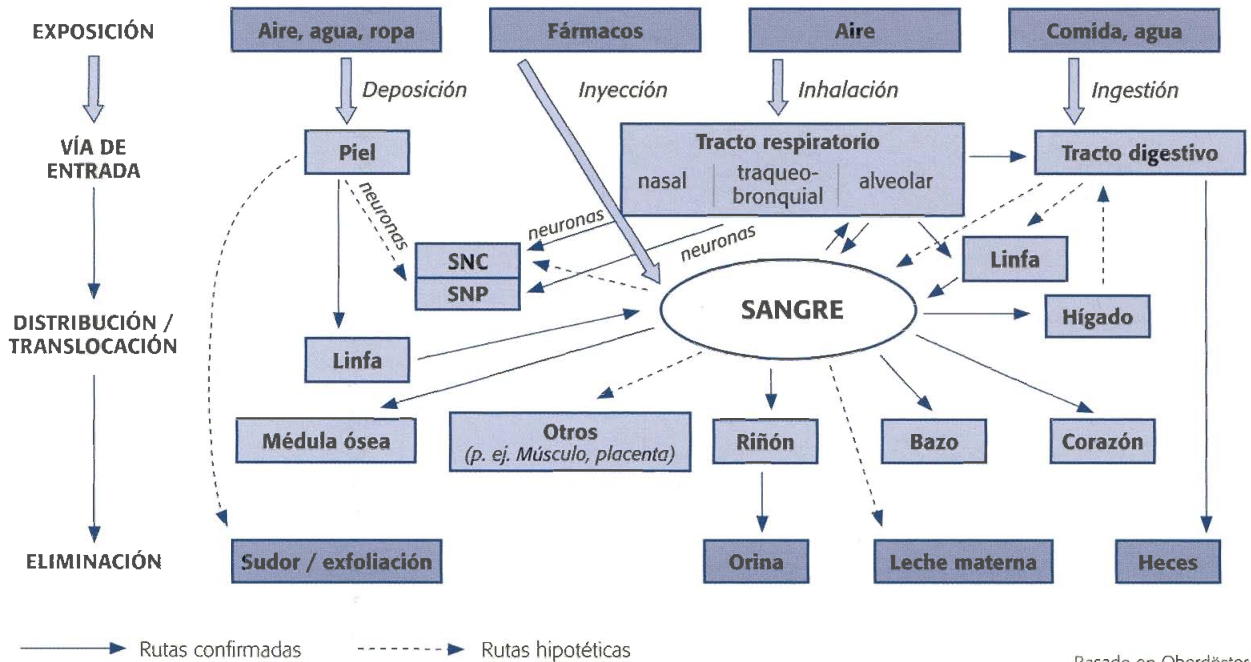 EXPOSICIÓN
Aire, agua, ropa
Fármacos
Aire
Comida, agua
Deposición
Inyección
Inhalación
Ingestión
VÍA DE
ENTRADA
Piel
Tracto respiratorio
nasal
traqueo-
bronquial
alveolar
Tracto digestivo
neuronas
neuronas
neuronas
SNC
SNP
Linfa
SANGRE
Hígado
DISTRIBUCIÓN /
TRANSLOCACIÓN
Linfa
Médula ósea
Otros
(p. ej. Músculo, placenta)
Riñón
Bazo
Corazón
ELIMINACIÓN
Sudor / exfoliación
Orina
Leche materna
Heces
Rutas confirmadas
Rutas hipotéticas
Basado en